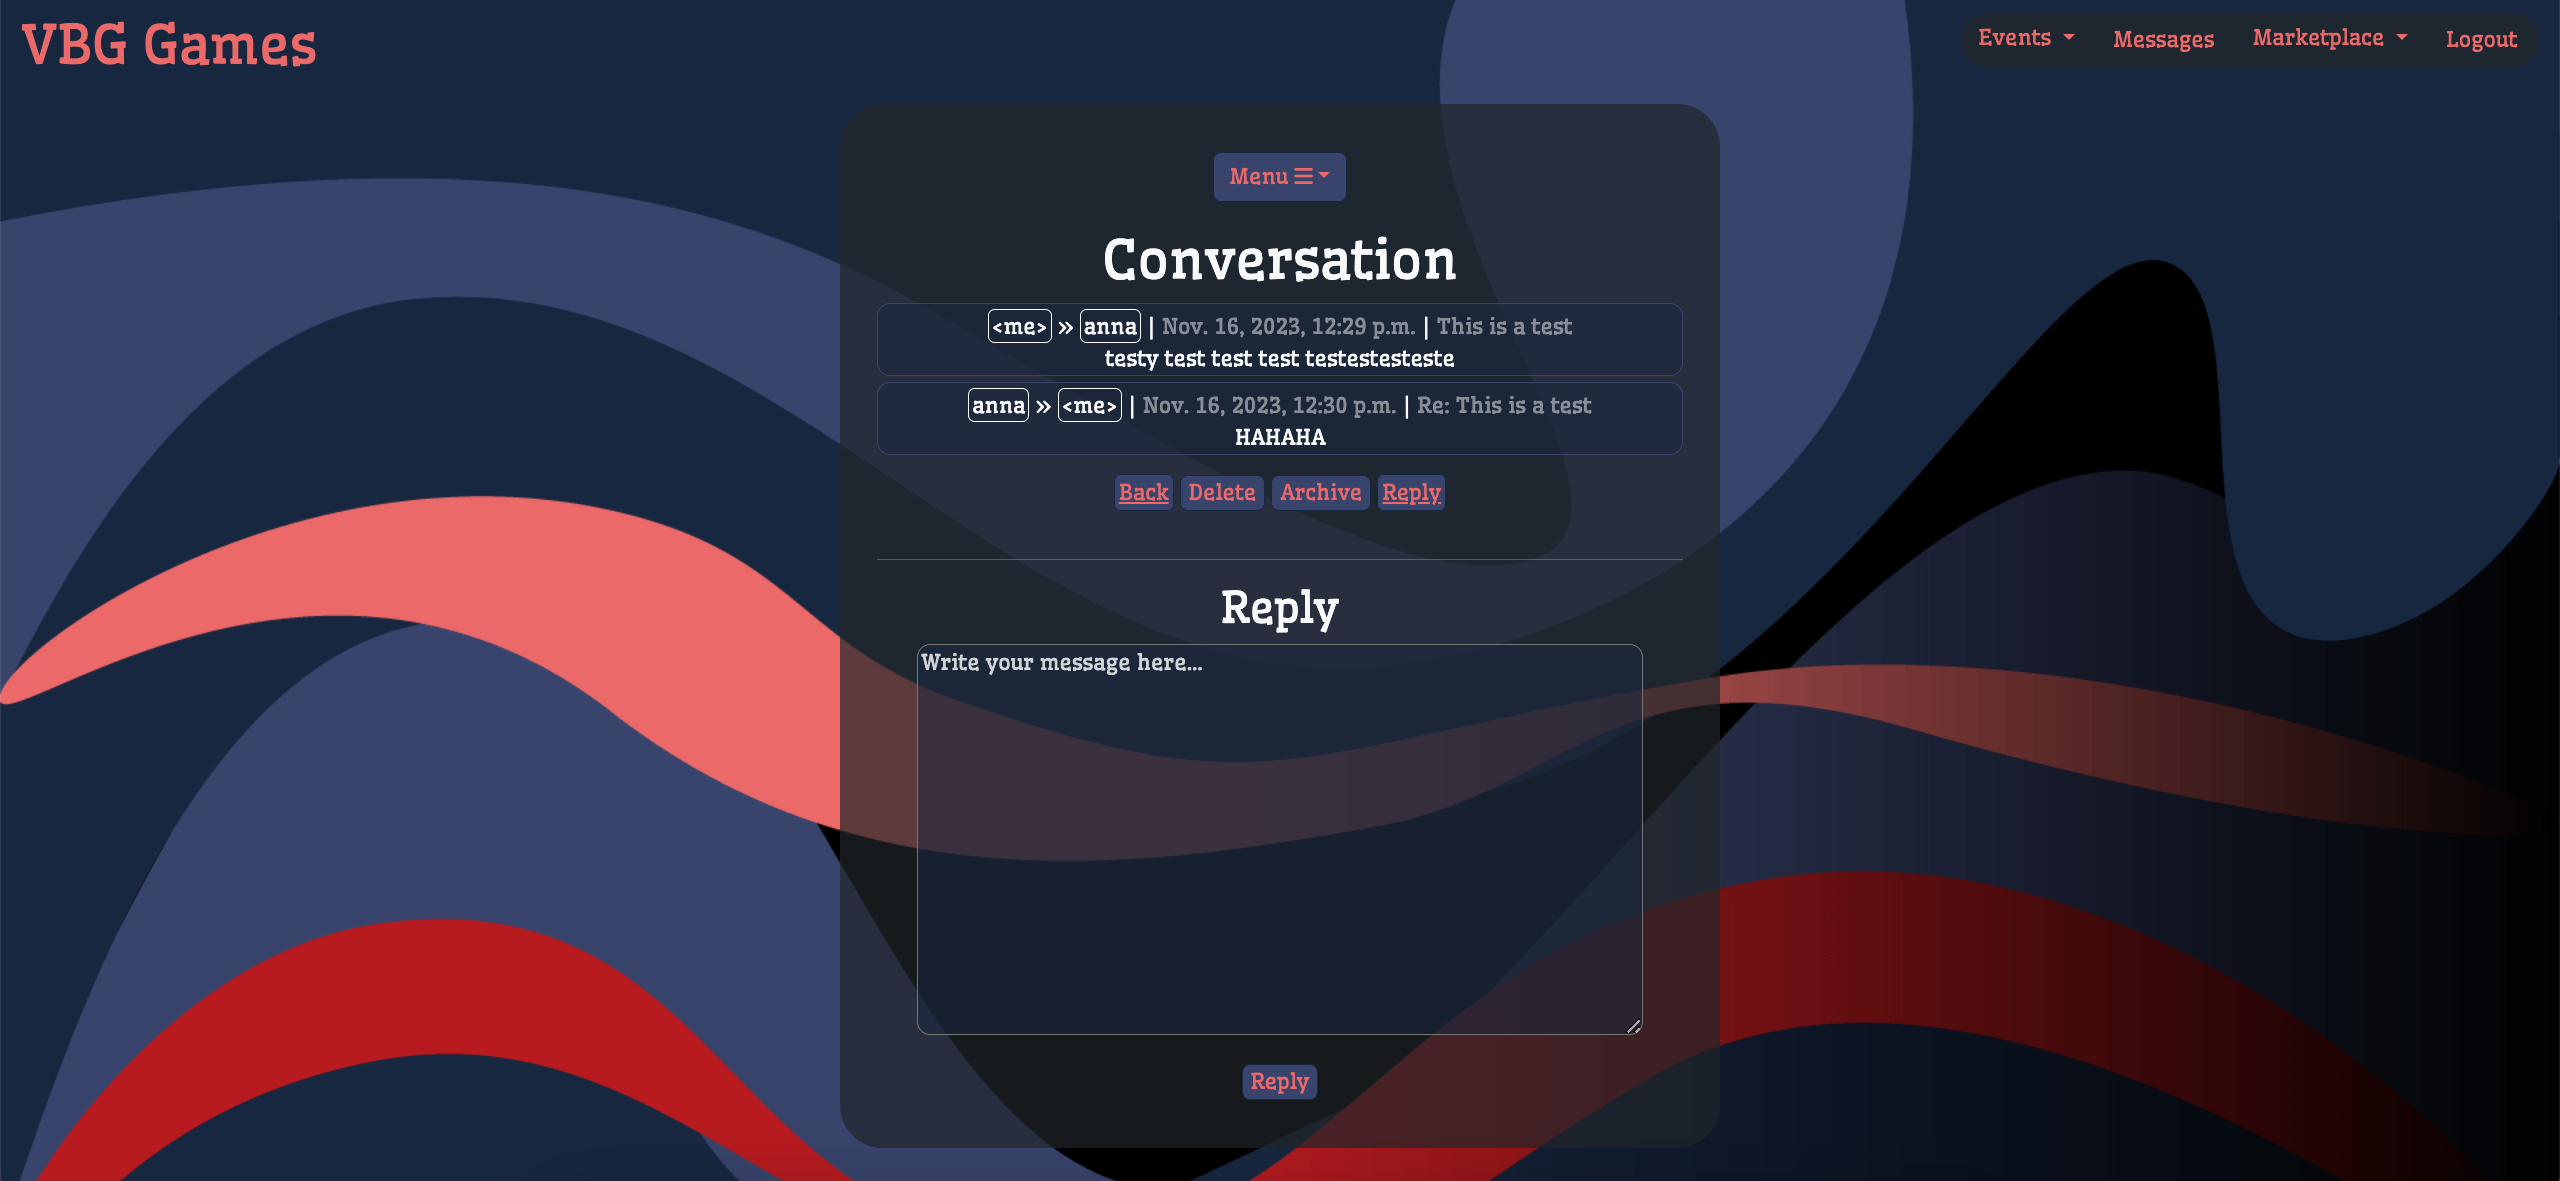 VBG Games
Events Messages Marketplace Logout
Menu
Conversation
<me> » anna | Nov. 16, 2023, 12:29 p.m. | This is a test
testy test test test testestesteste
anna » <me> | Nov. 16, 2023, 12:30 p.m. | Re: This is a test
HAHAHA
Back Delete Archive Reply
Reply
Write your message here...
Reply